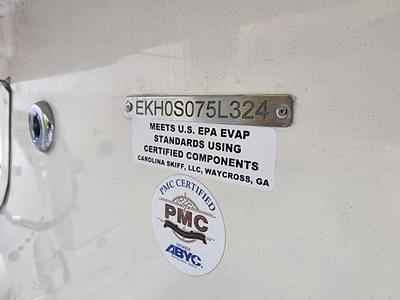 EKH0S075L324
MEETS U.S. EPA EVAP
STANDARDS USING
CERTIFIED COMPONENTS
CAROLINA SKIFF, LLC, WAYCROSS, GA
PMC CERTIFIED
PMC
ABYC